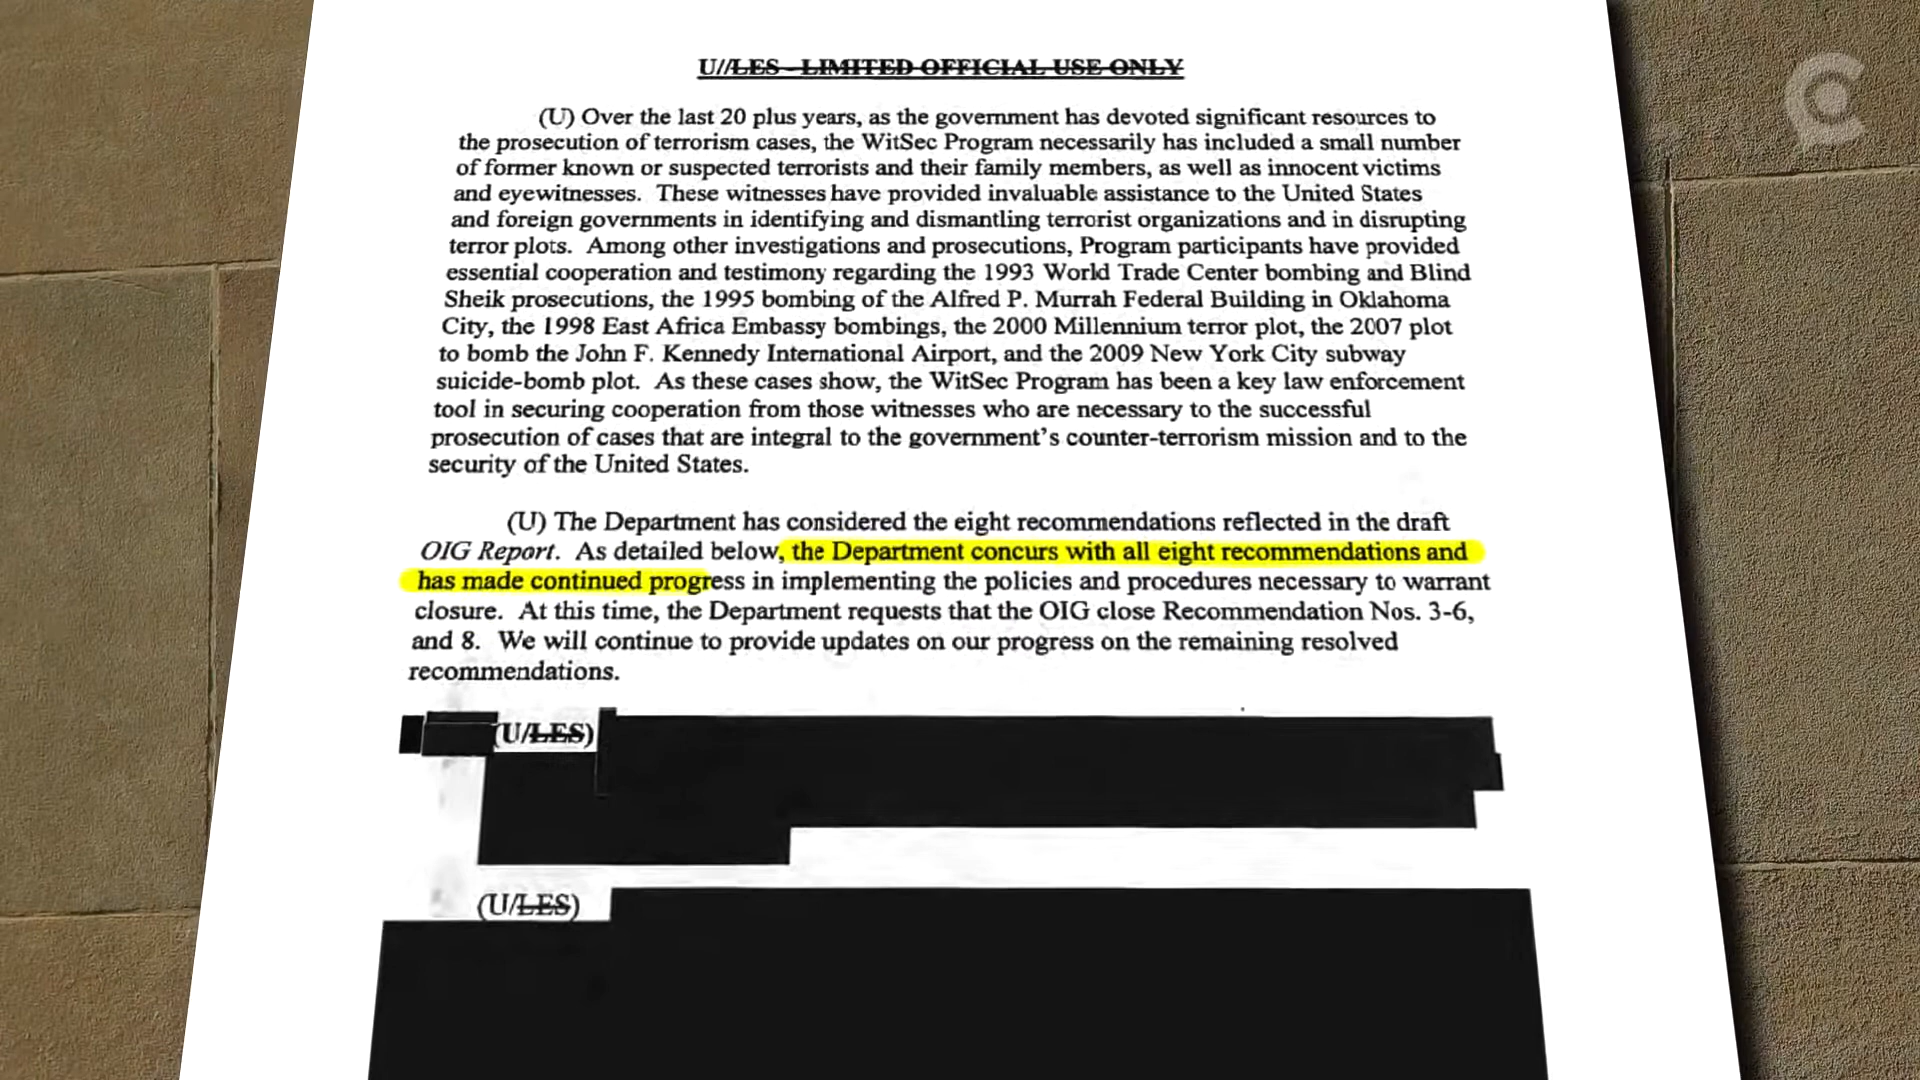 U//LES - LIMITED OFFICIAL USE ONLY
(U) Over the last 20 plus years, as the government has devoted significant resources to
the prosecution of terrorism cases, the WitSec Program necessarily has included a small number
of former known or suspected terrorists and their family members, as well as innocent victims
and eyewitnesses. These witnesses have provided invaluable assistance to the United States
and foreign governments in identifying and dismantling terrorist organizations and in disrupting
terror plots. Among other investigations and prosecutions, Program participants have provided
essential cooperation and testimony regarding the 1993 World Trade Center bombing and Blind
Sheik prosecutions, the 1995 bombing of the Alfred P. Murrah Federal Building in Oklahoma
City, the 1998 East Africa Embassy bombings, the 2000 Millennium terror plot, the 2007 plot
to bomb the John F. Kennedy International Airport, and the 2009 New York City subway
suicide-bomb plot. As these cases show, the WitSec Program has been a key law enforcement
tool in securing cooperation from those witnesses who are necessary to the successful
prosecution of cases that are integral to the government's counter-terrorism mission and to the
security of the United States.
(U) The Department has considered the eight recommendations reflected in the draft
OIG Report. As detailed below, the Department concurs with all eight recommendations and
has made continued progress in implementing the policies and procedures necessary to warrant
closure. At this time, the Department requests that the OIG close Recommendation Nos. 3-6,
and 8. We will continue to provide updates on our progress on the remaining resolved
recommendations.
(U/LES)
(U/LES)